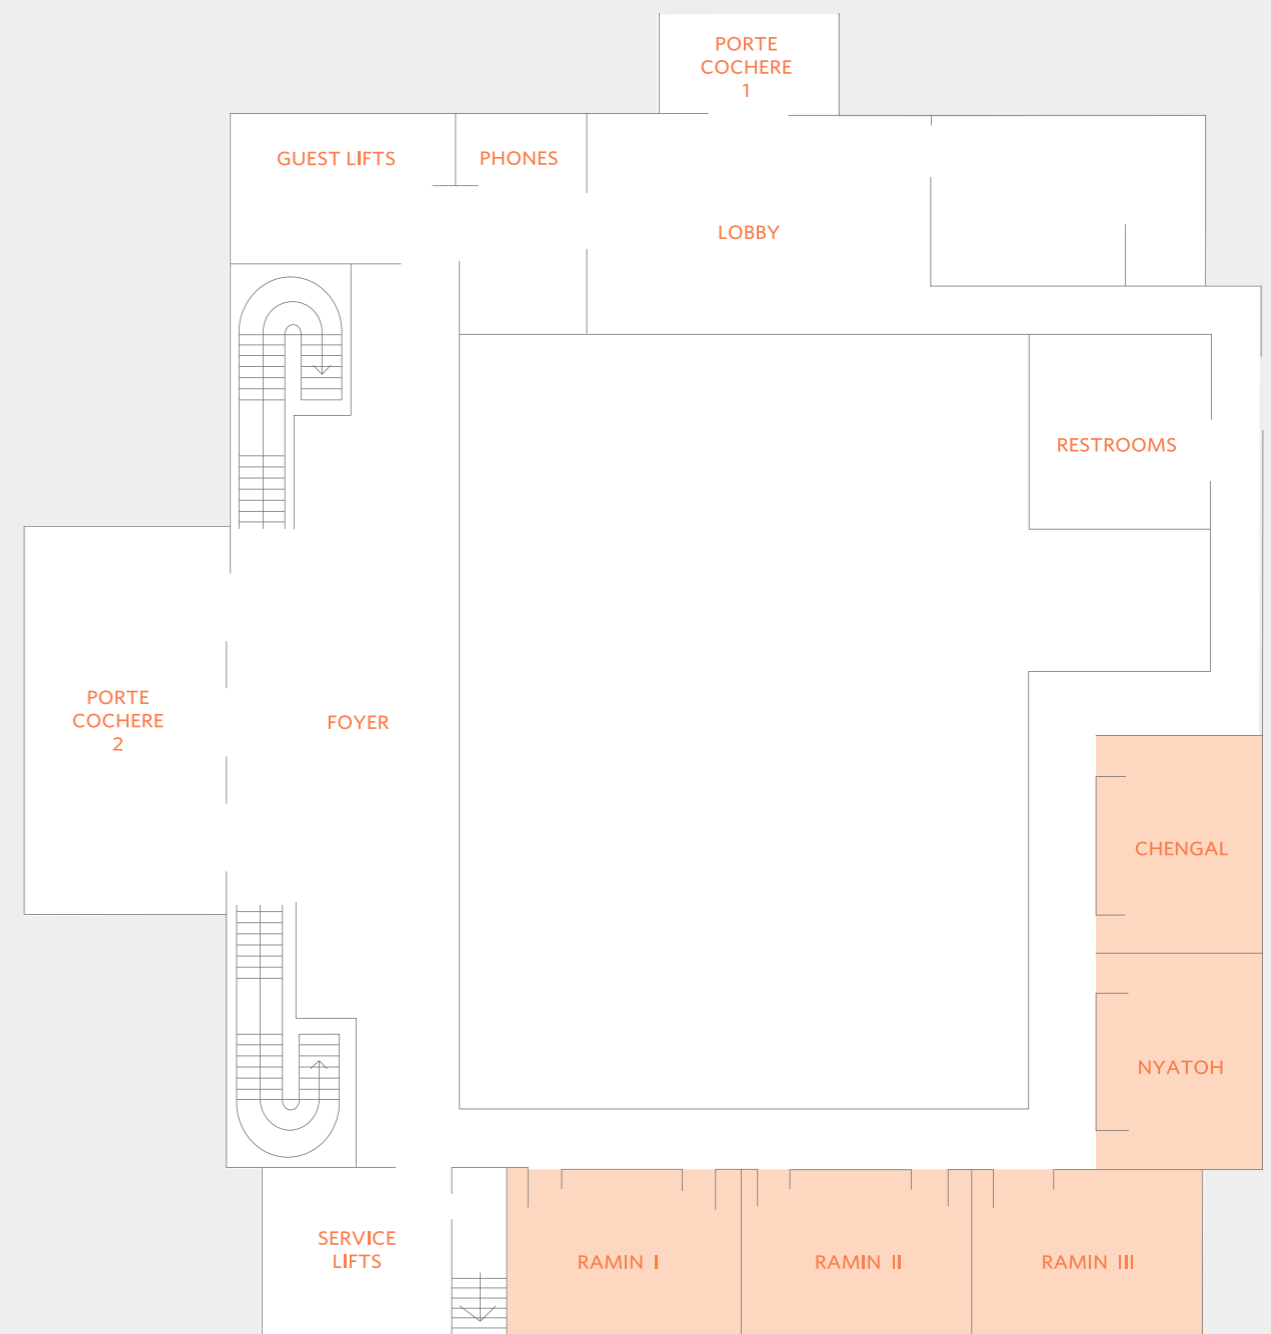 PORTE
COCHERE
1
GUEST LIFTS
PHONES
LOBBY
RESTROOMS
PORTE
COCHERE
2
FOYER
CHENGAL
NYATOH
SERVICE
LIFTS
RAMIN I
RAMIN II
RAMIN III